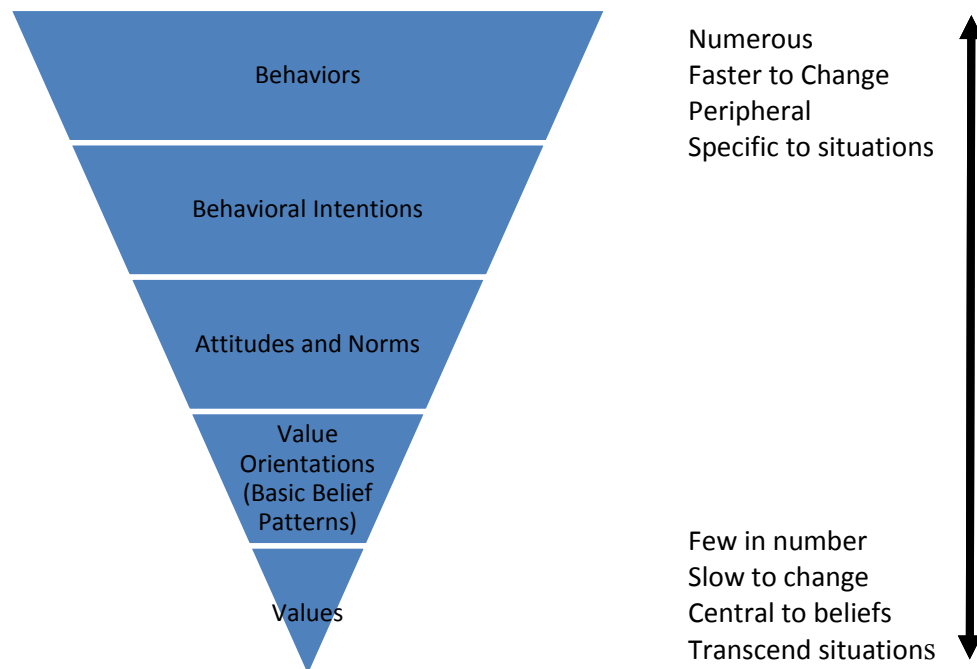 Behaviors
Behavioral Intentions
Attitudes and Norms
Value
Orientations
(Basic Belief
Patterns)
Values
Numerous
Faster to Change
Peripheral
Specific to situations
Few in number
Slow to change
Central to beliefs
Transcend situations